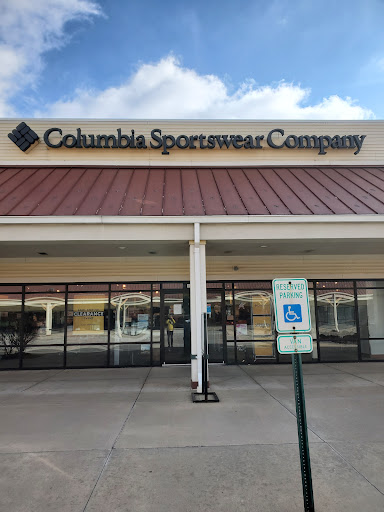 Columbia Sportswear Company
CLEARANCE
RESERVED
PARKING
VAN
ACCESSIBLE